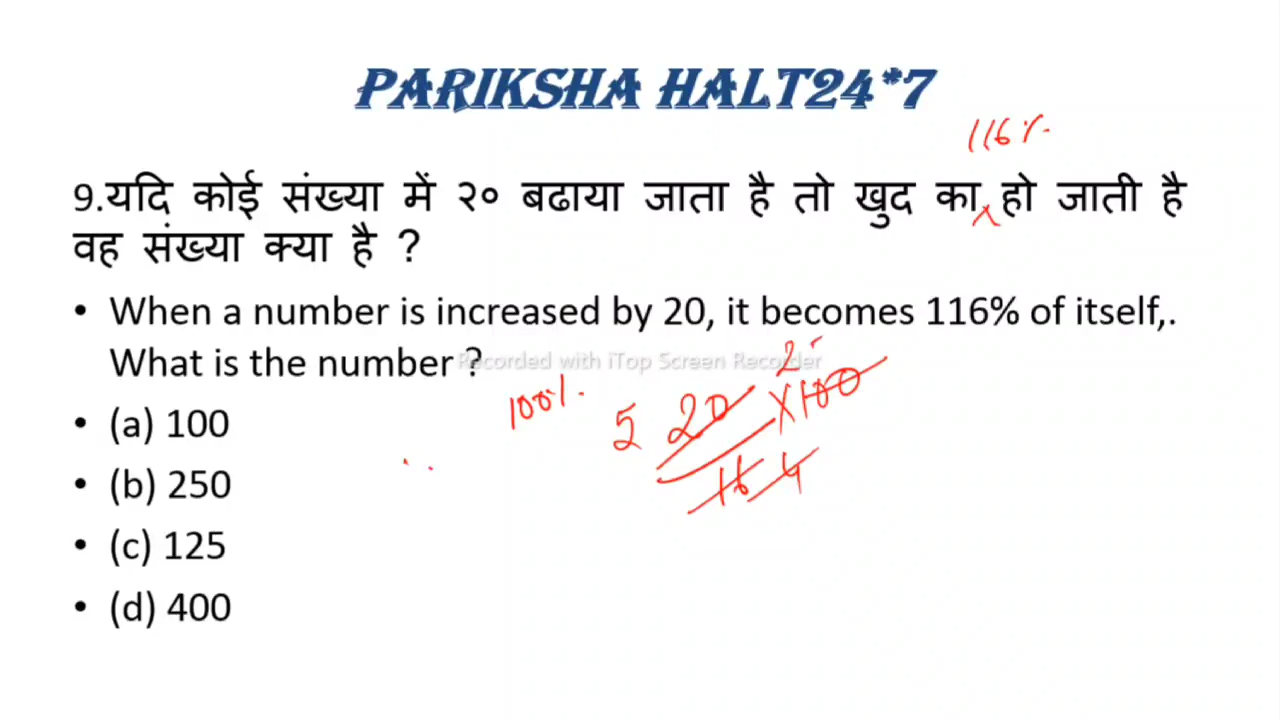 PARIKSHA HALT24*7
116%
9.यदि कोई संख्या में २० बढाया जाता है तो खुद का हो जाती है
वह संख्या क्या है ?
• When a number is increased by 20, it becomes 116% of itself,.
What is the number ?
Recorded with iTop Screen Recorder
• (a) 100
• (b) 250
• (c) 125
• (d) 400
100%
25
5 20 ×100
16 4